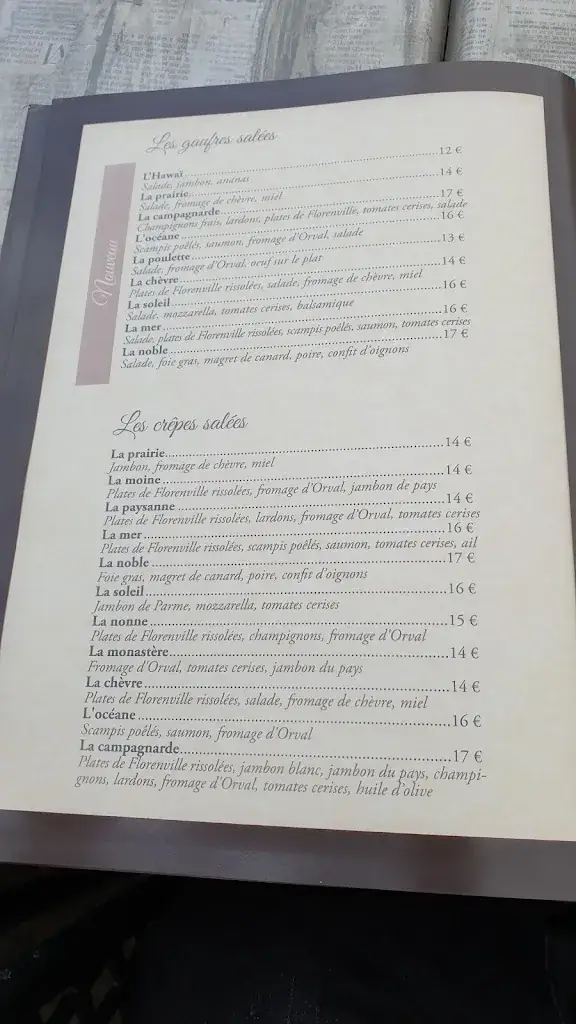 Les gaufres salées
Nouveau
L'Hawaï 12 €
Salade, jambon, ananas
La prairie 14 €
Salade, fromage de chèvre, miel
La campagnarde 17 €
Champignons frais, lardons, plates de Florenville, tomates cerises, salade
L'océane 16 €
Scampis poêlés, saumon, fromage d'Orval, salade
La poulette 13 €
Salade, fromage d'Orval, oeuf sur le plat
La chèvre 14 €
Plates de Florenville rissolées, salade, fromage de chèvre, miel
La soleil 16 €
Salade, mozzarella, tomates cerises, balsamique
La mer 16 €
Salade, plates de Florenville rissolées, scampis poêlés, saumon, tomates cerises
La noble 17 €
Salade, foie gras, magret de canard, poire, confit d'oignons
Les crêpes salées
La prairie 14 €
Jambon, fromage de chèvre, miel
La moine 14 €
Plates de Florenville rissolées, fromage d'Orval, jambon de pays
La paysanne 14 €
Plates de Florenville rissolées, lardons, fromage d'Orval, tomates cerises
La mer 16 €
Plates de Florenville rissolées, scampis poêlés, saumon, tomates cerises, ail
La noble 17 €
Foie gras, magret de canard, poire, confit d'oignons
La soleil 16 €
Jambon de Parme, mozzarella, tomates cerises
La nonne 15 €
Plates de Florenville rissolées, champignons, fromage d'Orval
La monastère 14 €
Fromage d'Orval, tomates cerises, jambon du pays
La chèvre 14 €
Plates de Florenville rissolées, salade, fromage de chèvre, miel
L'océane 16 €
Scampis poêlés, saumon, fromage d'Orval
La campagnarde 17 €
Plates de Florenville rissolées, jambon blanc, jambon du pays, champi-
gnons, lardons, fromage d'Orval, tomates cerises, huile d'olive